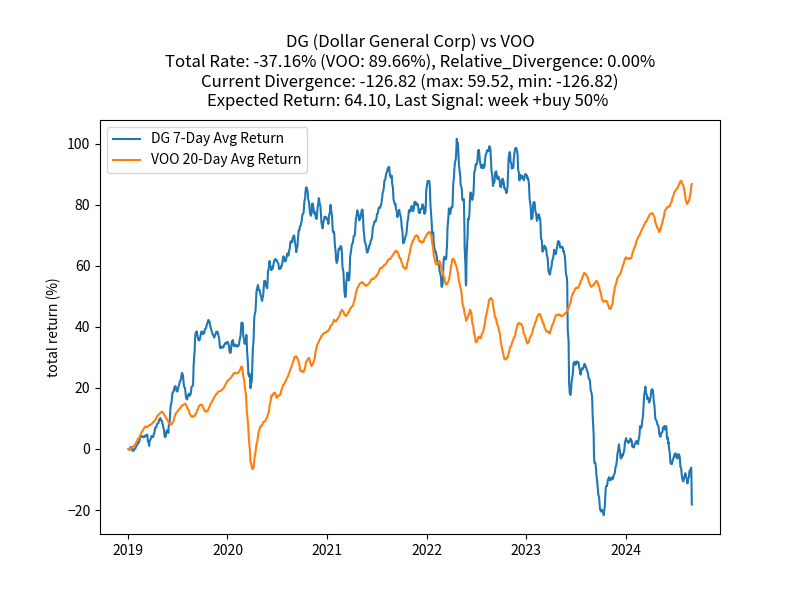 DG (Dollar General Corp) vs VOO
Total Rate: -37.16% (VOO: 89.66%), Relative_Divergence: 0.00%
Current Divergence: -126.82 (max: 59.52, min: -126.82)
Expected Return: 64.10, Last Signal: week +buy 50%
DG 7-Day Avg Return
VOO 20-Day Avg Return
total return (%)
100
80
60
40
20
0
−20
2019
2020
2021
2022
2023
2024